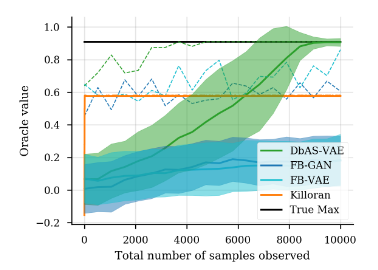 1.0
0.8
0.6
0.4
0.2
0.0
−0.2
Oracle value
DbAS-VAE
FB-GAN
FB-VAE
Killoran
True Max
0 2000 4000 6000 8000 10000
Total number of samples observed